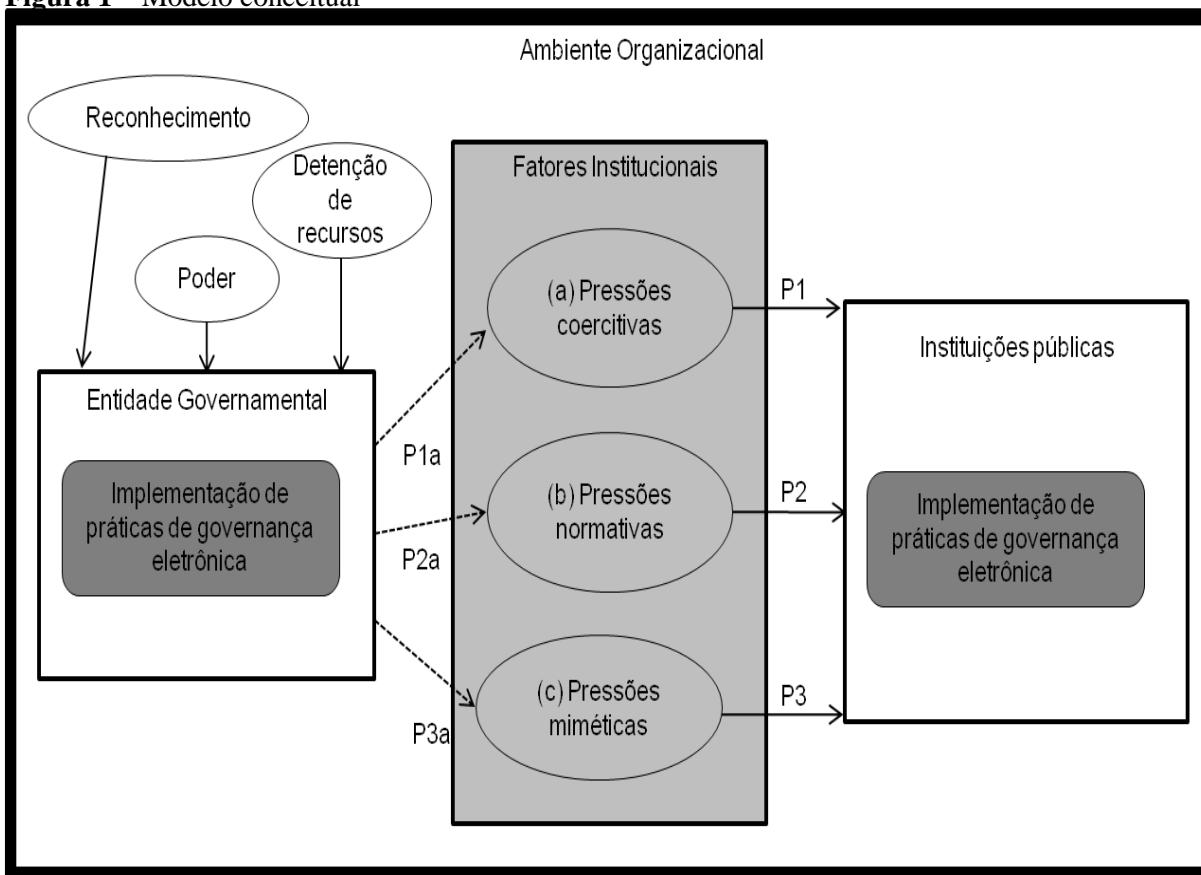 Figura 1 – Modelo conceitual
Ambiente Organizacional
Reconhecimento
Detenção
de
recursos
Poder
Entidade Governamental
Implementação de
práticas de governança
eletrônica
P1a
P2a
P3a
Fatores Institucionais
(a) Pressões
coercitivas
(b) Pressões
normativas
(c) Pressões
miméticas
P1
P2
P3
Instituições públicas
Implementação de
práticas de governança
eletrônica